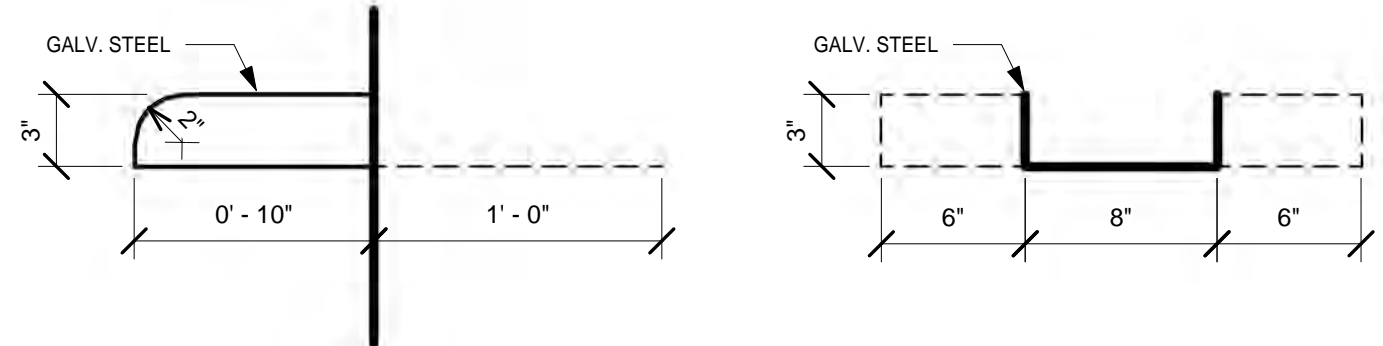 GALV. STEEL
3"
2"
0' - 10"
1' - 0"
GALV. STEEL
3"
6"
8"
6"